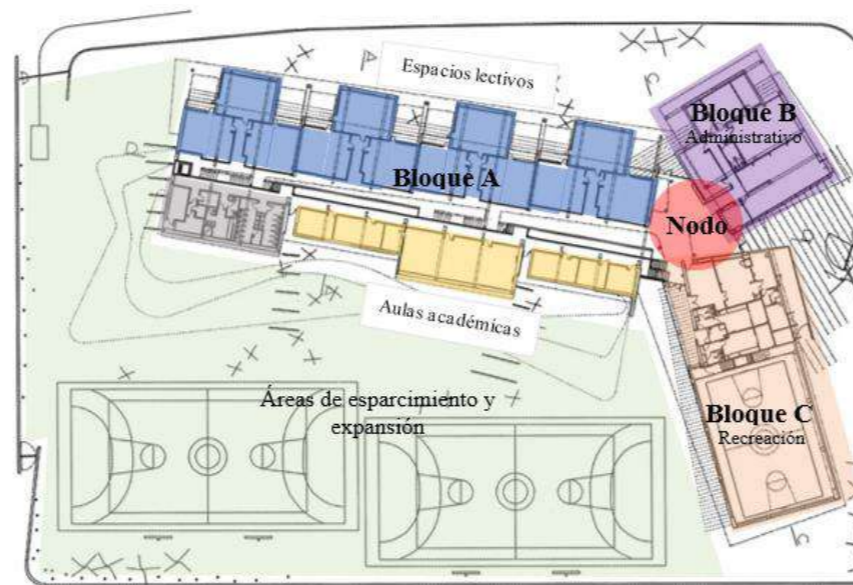 Espacios lectivos
Bloque B
Administrativo
Bloque A
Nodo
Aulas académicas
Áreas de esparcimiento y
expansión
Bloque C
Recreación